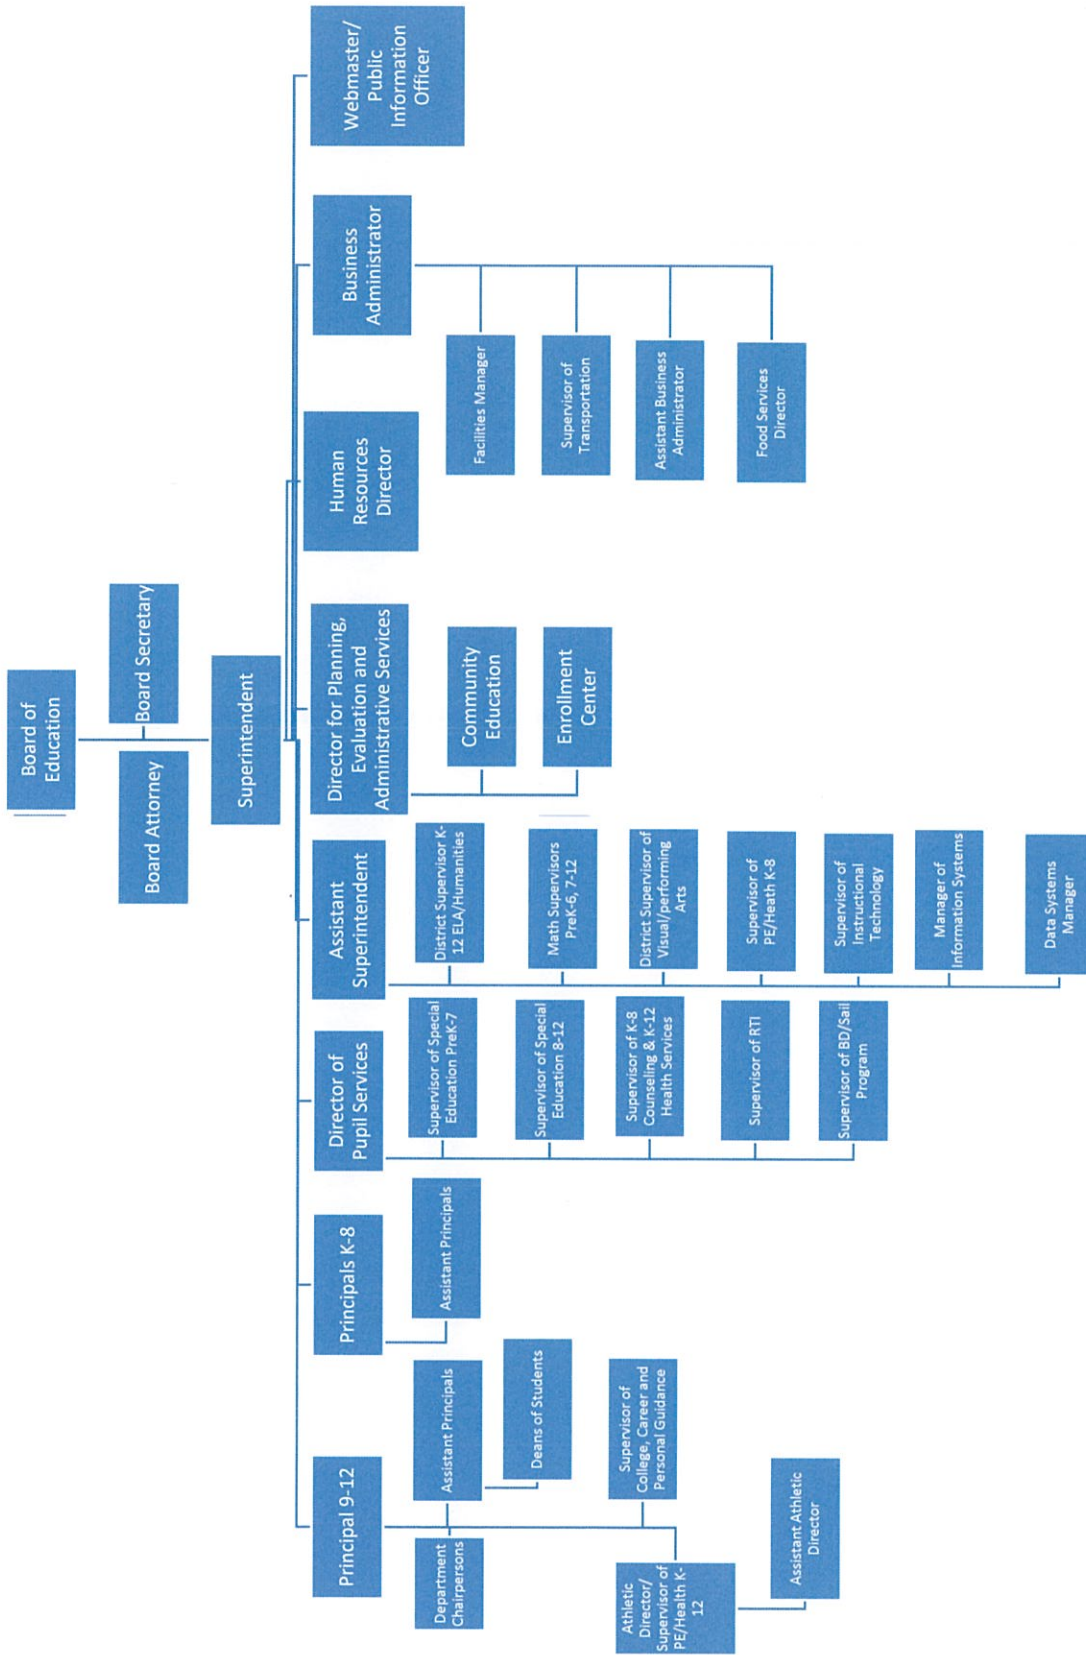 Board of
Education
Board Attorney
Board Secretary
Superintendent
Principal 9-12
Department
Chairpersons
Assistant Principals
Deans of Students
Supervisor of
College, Career and
Personal Guidance
Athletic
Director/
Supervisor of
PE/Health K-
12
Assistant Athletic
Director
Principals K-8
Assistant Principals
Director of
Pupil Services
Supervisor of Special
Education PreK-7
Supervisor of Special
Education 8-12
Supervisor of K-8
Counseling & K-12
Health Services
Supervisor of RTI
Supervisor of BD/Sail
Program
Assistant
Superintendent
District Supervisor K-
12 ELA/Humanities
Math Supervisors
PreK-6, 7-12
District Supervisor of
Visual/performing
Arts
Supervisor of
PE/Heath K-8
Supervisor of
Instructional
Technology
Manager of
Information Systems
Data Systems
Manager
Director for Planning,
Evaluation and
Administrative Services
Community
Education
Enrollment
Center
Human
Resources
Director
Business
Administrator
Facilities Manager
Supervisor of
Transportation
Assistant Business
Administrator
Food Services
Director
Webmaster/
Public
Information
Officer